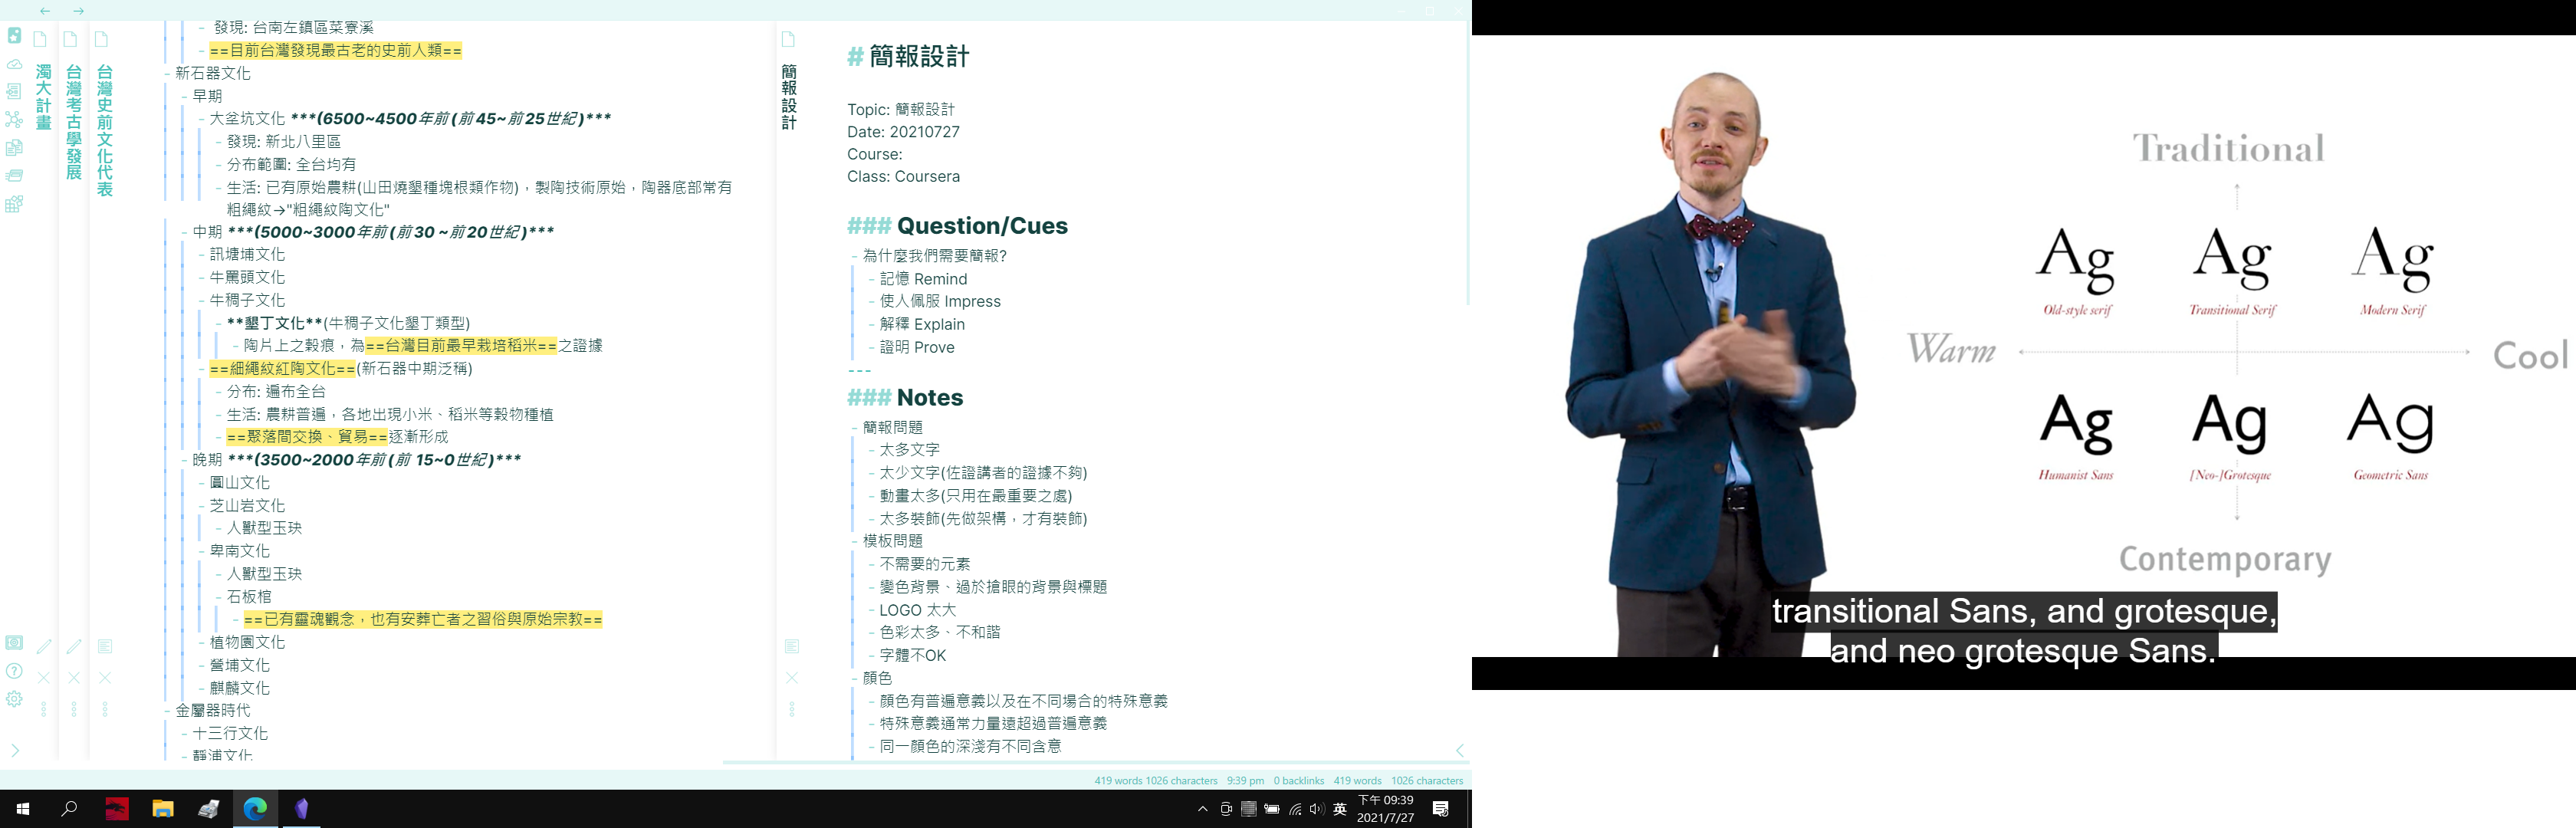 濁大計畫
台灣考古學發展
台灣史前文化代表
- 發現: 台南左鎮區菜寮溪
- ==目前台灣發現最古老的史前人類==
- 新石器文化
- 早期
- 大坌坑文化 ***(6500~4500年前 (前 45~前 25世紀 )***
- 發現: 新北八里區
- 分布範圍: 全台均有
- 生活: 已有原始農耕(山田燒墾種塊根類作物)，製陶技術原始，陶器底部常有
粗繩紋→"粗繩紋陶文化"
- 中期 ***(5000~3000年前 (前 30 ~前 20世紀 )***
- 訊塘埔文化
- 牛罵頭文化
- 牛稠子文化
- **墾丁文化**(牛稠子文化墾丁類型)
- 陶片上之穀痕，為==台灣目前最早栽培稻米==之證據
- ==細繩紋紅陶文化==(新石器中期泛稱)
- 分布: 遍布全台
- 生活: 農耕普遍，各地出現小米、稻米等穀物種植
- ==聚落間交換、貿易==逐漸形成
- 晚期 ***(3500~2000年前 (前 15~0世紀 )***
- 圓山文化
- 芝山岩文化
- 人獸型玉玦
- 卑南文化
- 人獸型玉玦
- 石板棺
- ==已有靈魂觀念，也有安葬亡者之習俗與原始宗教==
- 植物園文化
- 營埔文化
- 麒麟文化
- 金屬器時代
- 十三行文化
- 靜浦文化
簡報設計
# 簡報設計
Topic: 簡報設計
Date: 20210727
Course:
Class: Coursera
### Question/Cues
- 為什麼我們需要簡報?
- 記憶 Remind
- 使人佩服 Impress
- 解釋 Explain
- 證明 Prove
---
### Notes
- 簡報問題
- 太多文字
- 太少文字(佐證講者的證據不夠)
- 動畫太多(只用在最重要之處)
- 太多裝飾(先做架構，才有裝飾)
- 模板問題
- 不需要的元素
- 變色背景、過於搶眼的背景與標題
- LOGO 太大
- 色彩太多、不和諧
- 字體不OK
- 顏色
- 顏色有普遍意義以及在不同場合的特殊意義
- 特殊意義通常力量遠超過普遍意義
- 同一顏色的深淺有不同含意
419 words 1026 characters 9:39 pm 0 backlinks 419 words 1026 characters
英
下午 09:39
2021/7/27
Traditional
Ag Ag Ag
Old-style serif Transitional Serif Modern Serif
Warm Cool
Ag Ag Ag
Humanist Sans [Neo-]Grotesque Geometric Sans
Contemporary
transitional Sans, and grotesque,
and neo grotesque Sans.